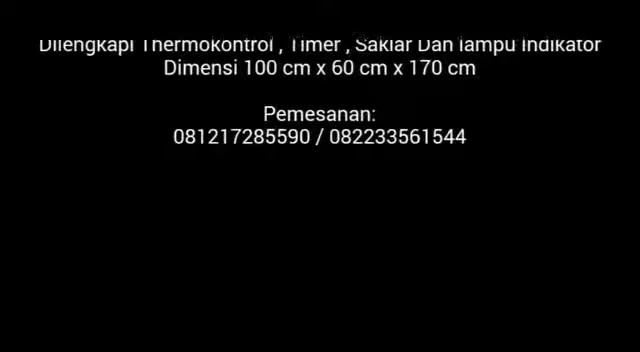 Dilengkapi Thermokontrol , Timer , Saklar Dan lampu Indikator
Dimensi 100 cm x 60 cm x 170 cm
Pemesanan:
081217285590 / 082233561544